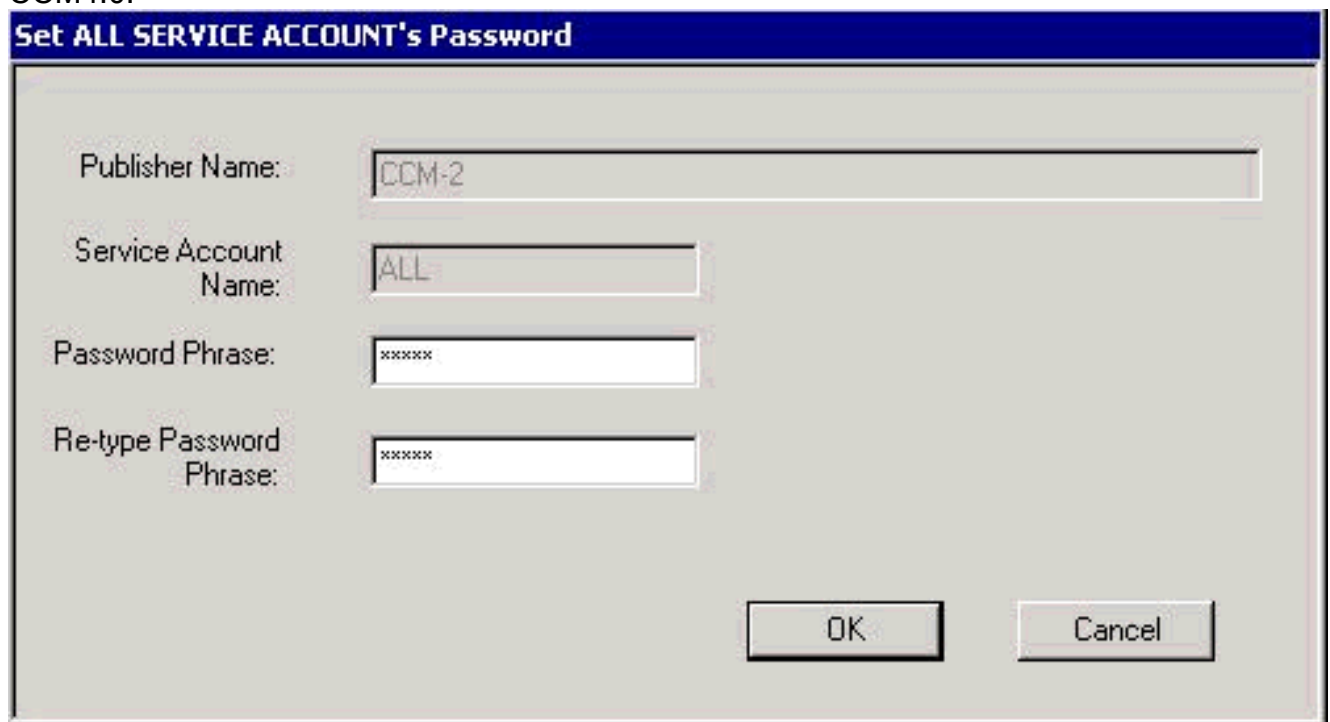 Set ALL SERVICE ACCOUNT's Password
Publisher Name:
CCM-2
Service Account
Name:
ALL
Password Phrase:
*****
Re-type Password
Phrase:
*****
OK
Cancel